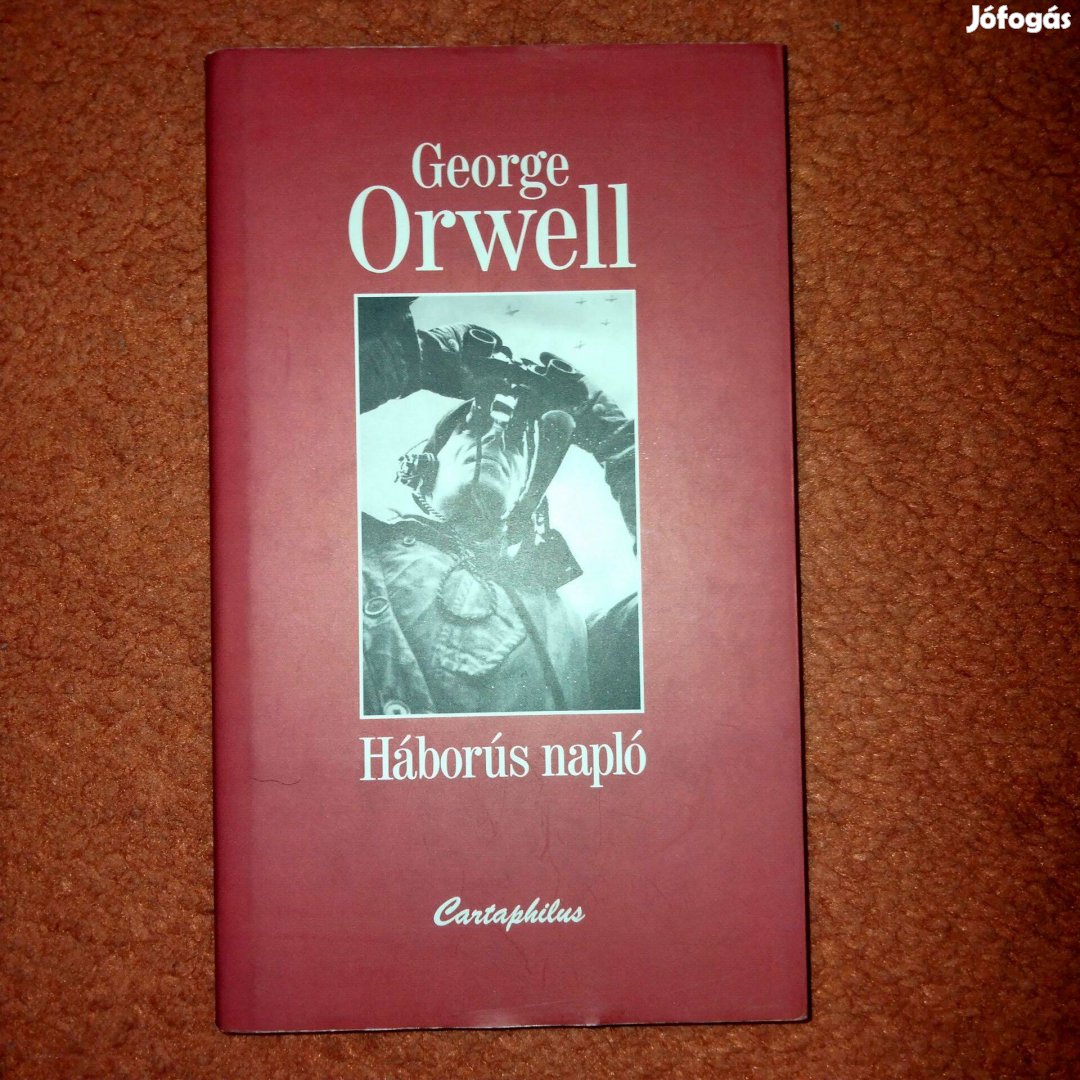 Jófogás
George
Orwell
Háborús napló
Cartaphilus